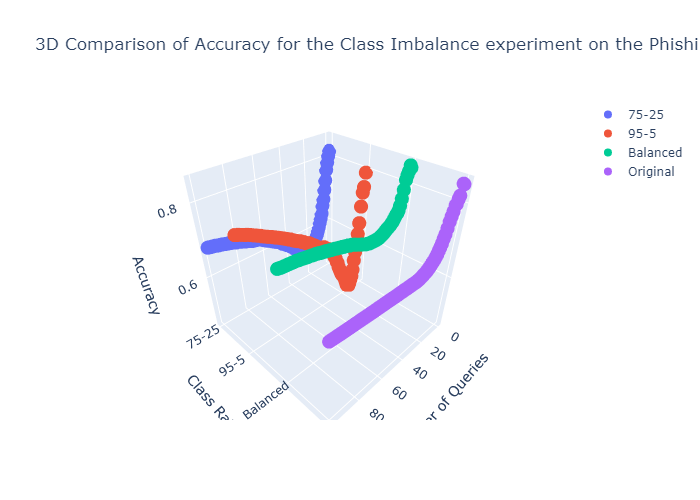 3D Comparison of Accuracy for the Class Imbalance experiment on the Phishi
75-25
95-5
Balanced
Original
0.8
0.6
Accuracy
75-25
95-5
Balanced
Class Ra
0
20
40
60
80
er of Queries